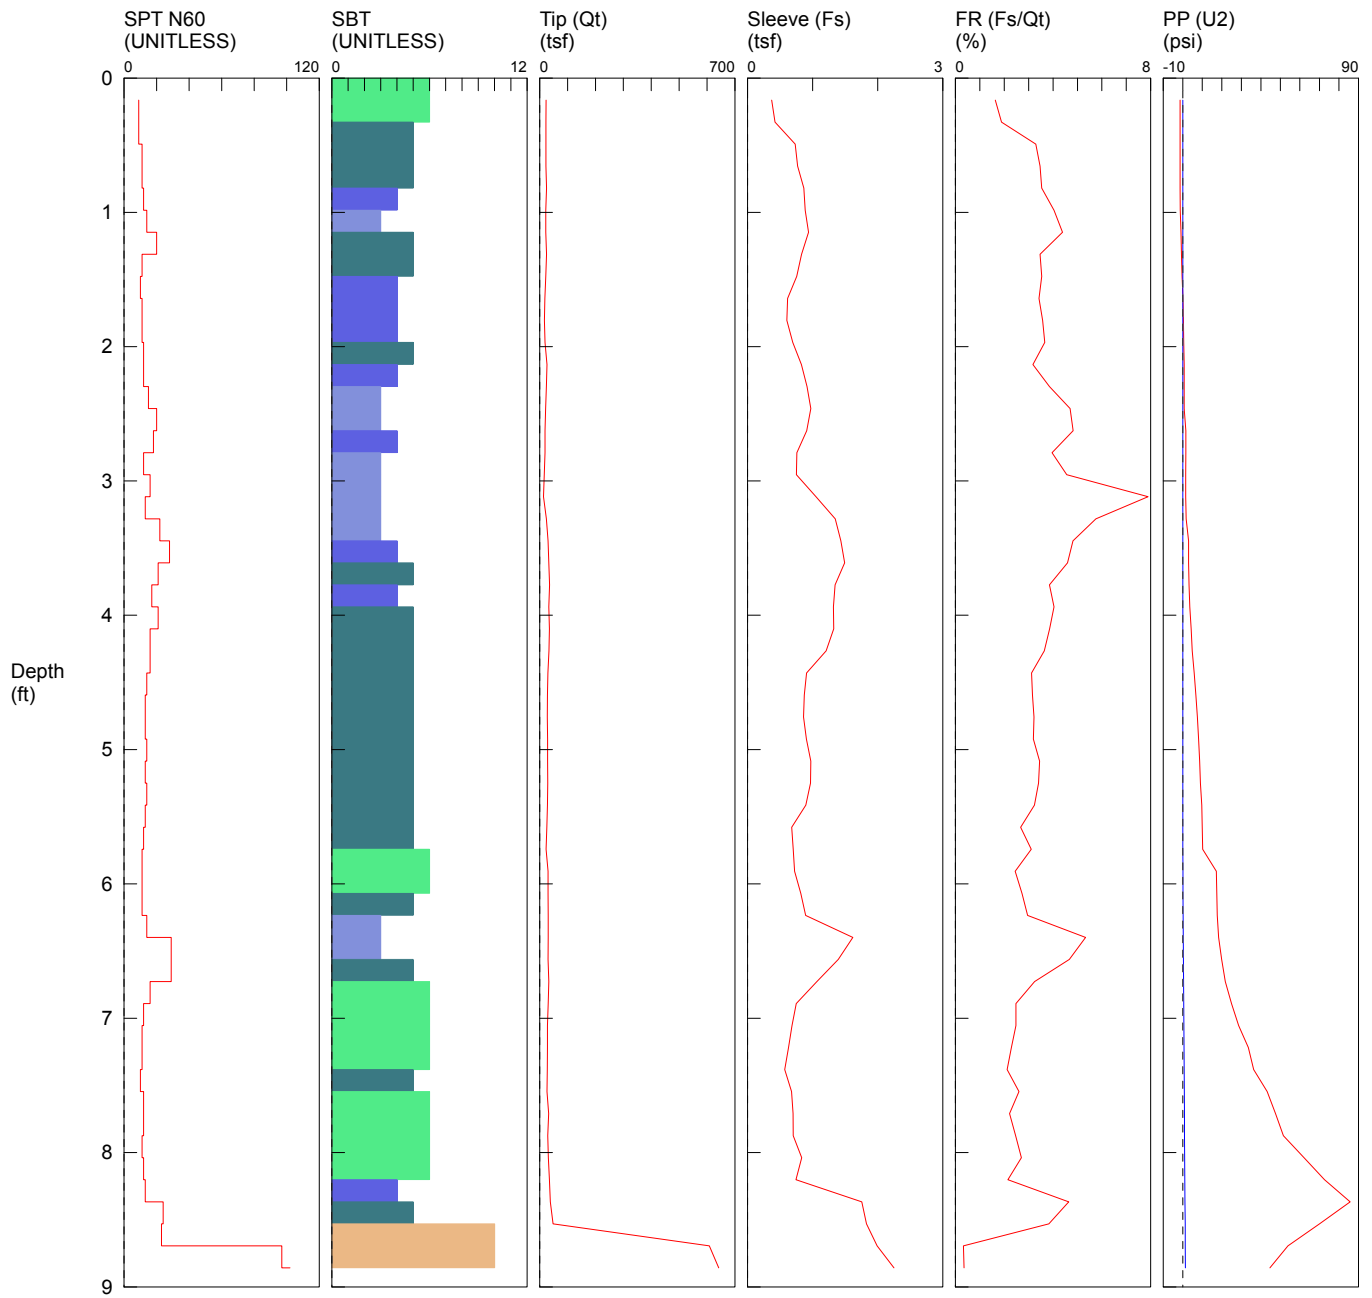 SPT N60
(UNITLESS)
SBT
(UNITLESS)
Tip (Qt)
(tsf)
Sleeve (Fs)
(tsf)
FR (Fs/Qt)
(%)
PP (U2)
(psi)
0 120
0 12
0 700
0 3
0 8
-10 90
0
1
2
3
4
Depth
(ft)
5
6
7
8
9